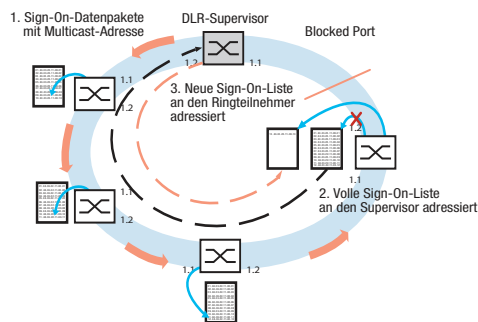 1. Sign-On-Datenpakete
mit Multicast-Adresse
DLR-Supervisor
Blocked Port
1.2
1.1
1.1
1.2
3. Neue Sign-On-Liste
an den Ringteilnehmer
adressiert
1.2
1.1
2. Volle Sign-On-Liste
an den Supervisor adressiert
1.1
1.2
1.1
1.2